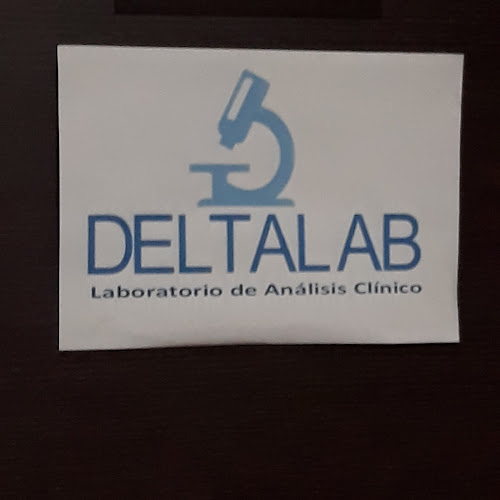 DELTALAB
Laboratorio de Análisis Clínico